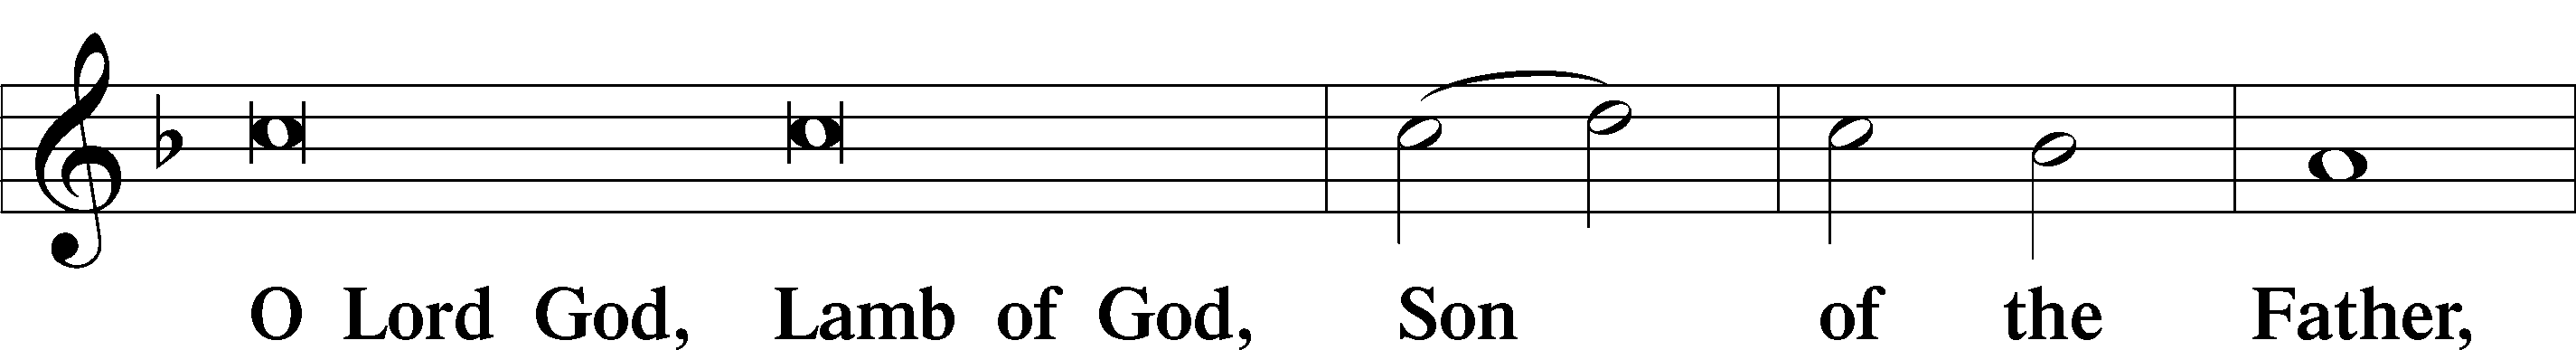 O Lord God, Lamb of God, Son of the Father,